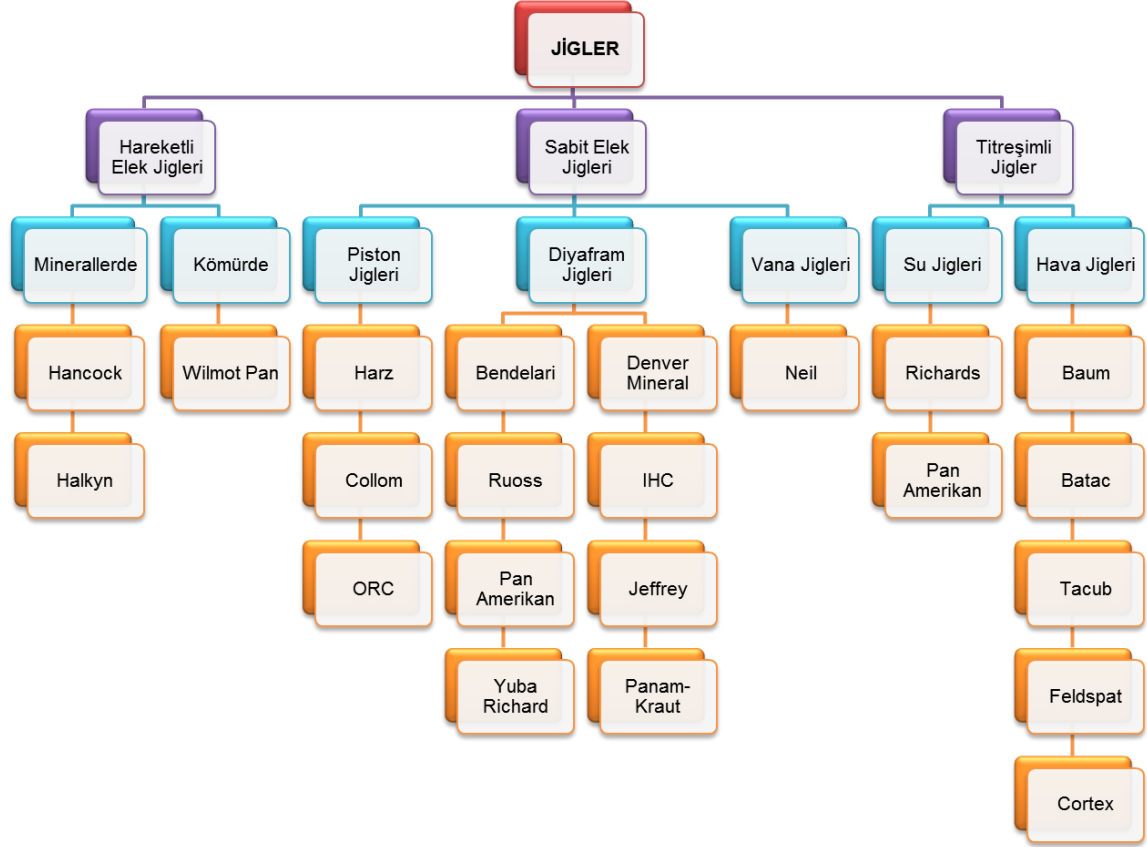 JİGLER
Hareketli
Elek Jigleri
Sabit Elek
Jigleri
Titreşimli
Jigler
Minerallerde
Kömürde
Piston
Jigleri
Diyafram
Jigleri
Vana Jigleri
Su Jigleri
Hava Jigleri
Hancock
Wilmot Pan
Harz
Bendelari
Denver
Mineral
Neil
Richards
Baum
Halkyn
Collom
Ruoss
IHC
Pan
Amerikan
Batac
ORC
Pan
Amerikan
Jeffrey
Tacub
Yuba
Richard
Panam-
Kraut
Feldspat
Cortex